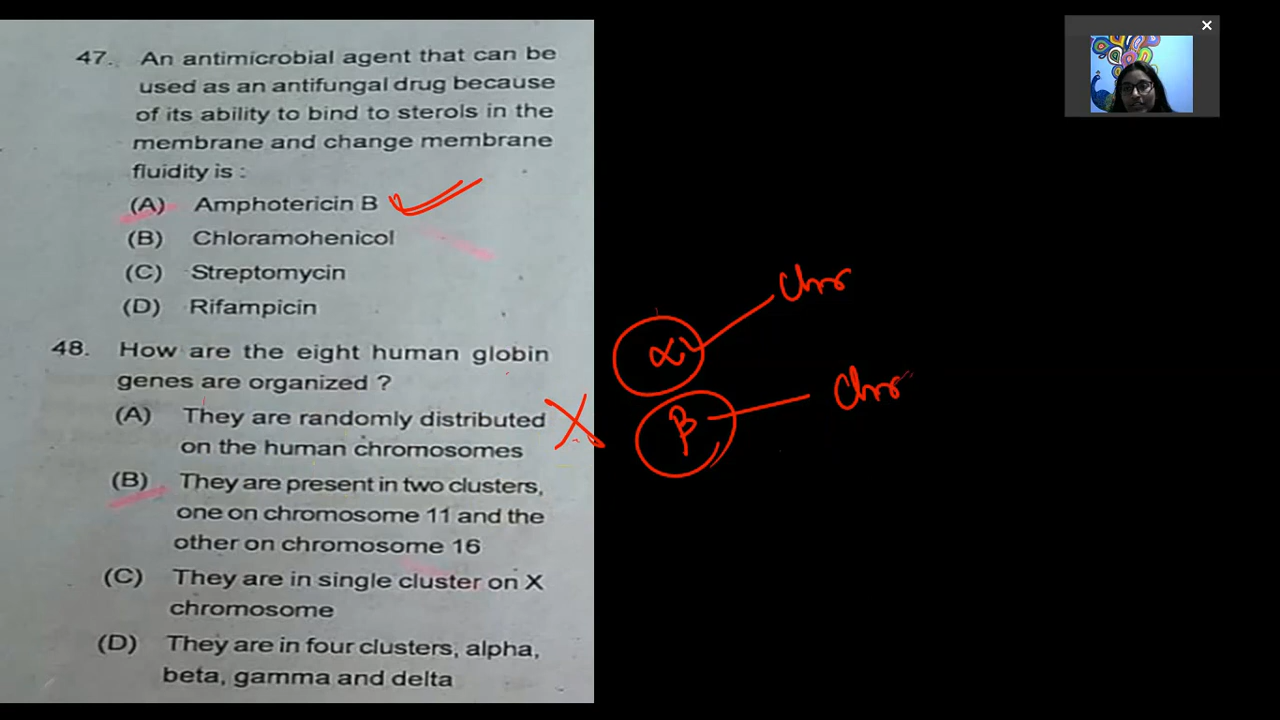 47. An antimicrobial agent that can be
used as an antifungal drug because
of its ability to bind to sterols in the
membrane and change membrane
fluidity is :
(A) Amphotericin B
(B) Chloramohenicol
(C) Streptomycin
(D) Rifampicin
48. How are the eight human globin
genes are organized ?
(A) They are randomly distributed
on the human chromosomes
(B) They are present in two clusters,
one on chromosome 11 and the
other on chromosome 16
(C) They are in single cluster on X
chromosome
(D) They are in four clusters, alpha,
beta, gamma and delta
α Chr
β Chr